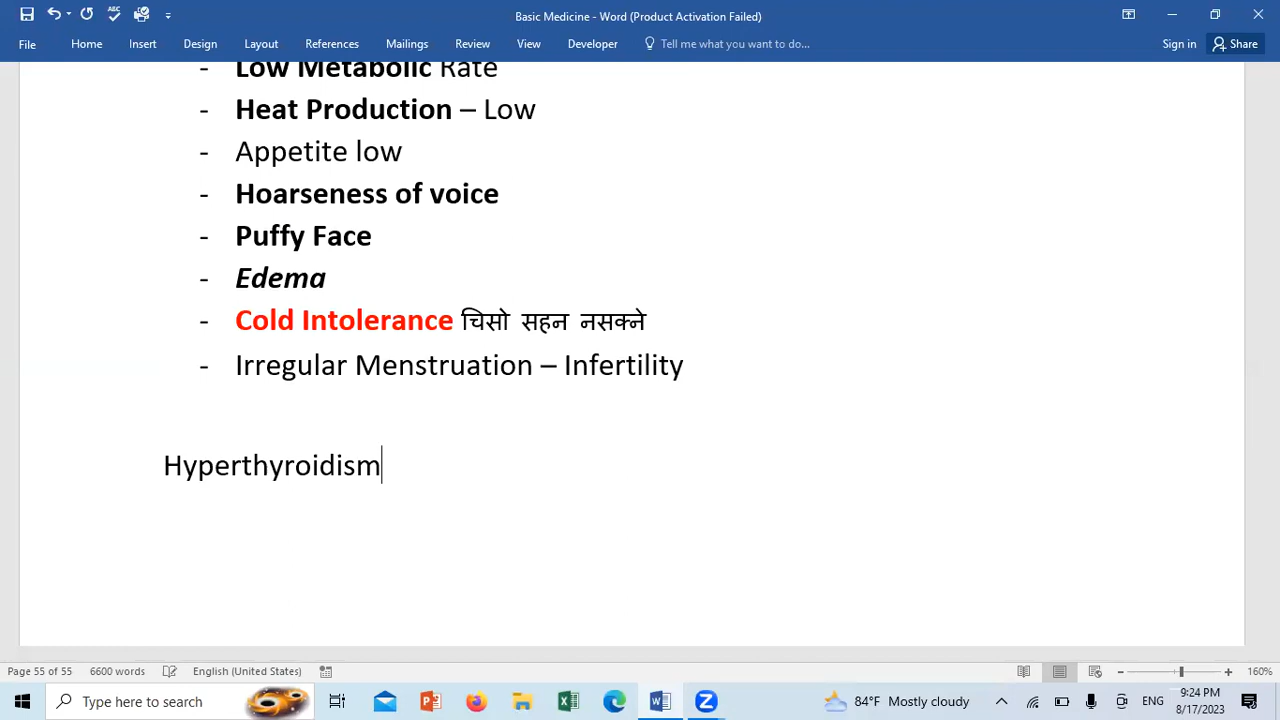 Basic Medicine - Word (Product Activation Failed)
File Home Insert Design Layout References Mailings Review View Developer Tell me what you want to do... Sign in Share
- Low Metabolic Rate
- Heat Production – Low
- Appetite low
- Hoarseness of voice
- Puffy Face
- Edema
- Cold Intolerance चिसो सहन नसक्ने
- Irregular Menstruation – Infertility
Hyperthyroidism
Page 55 of 55 6600 words English (United States) 160%
Type here to search 84°F Mostly cloudy ENG 9:24 PM
8/17/2023